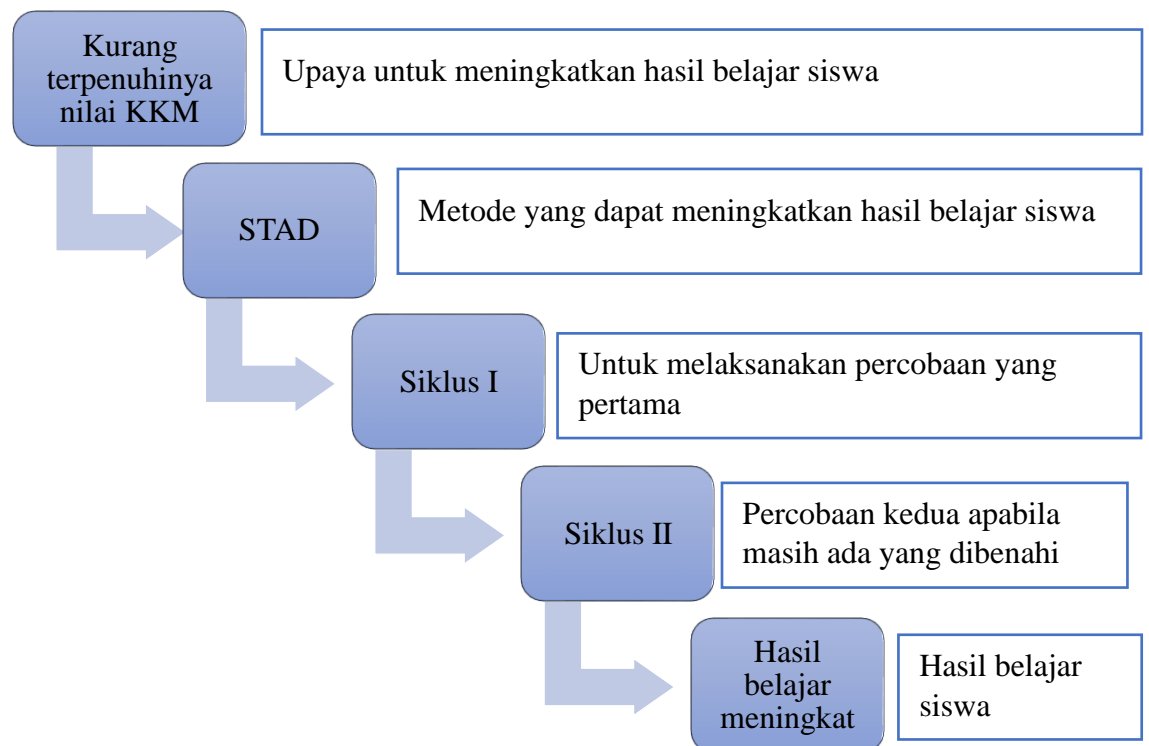 Kurang
terpenuhinya
nilai KKM
Upaya untuk meningkatkan hasil belajar siswa
STAD
Metode yang dapat meningkatkan hasil belajar siswa
Siklus I
Untuk melaksanakan percobaan yang
pertama
Siklus II
Percobaan kedua apabila
masih ada yang dibenahi
Hasil
belajar
meningkat
Hasil belajar
siswa